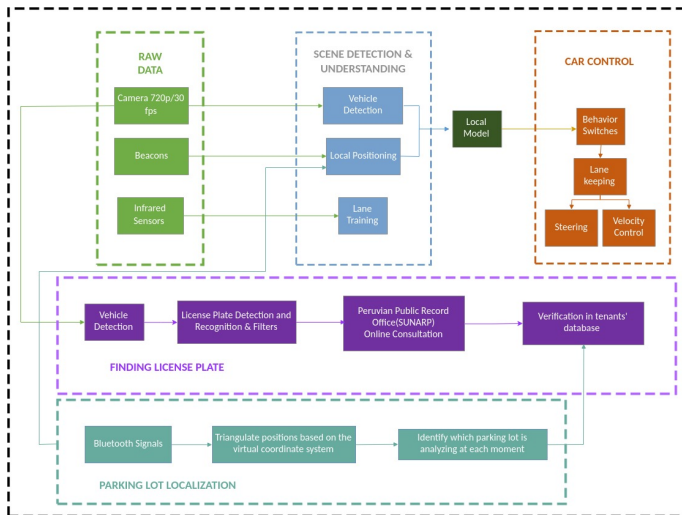 RAW
DATA
Camera 720p/30
fps
Beacons
Infrared
Sensors
SCENE DETECTION &
UNDERSTANDING
Vehicle
Detection
Local Positioning
Lane
Training
Local
Model
CAR CONTROL
Behavior
Switches
Lane
keeping
Steering
Velocity
Control
Vehicle
Detection
License Plate Detection and
Recognition & Filters
Peruvian Public Record
Office(SUNARP)
Online Consultation
Verification in tenants'
database
FINDING LICENSE PLATE
Bluetooth Signals
Triangulate positions based on the
virtual coordinate system
Identify which parking lot is
analyzing at each moment
PARKING LOT LOCALIZATION